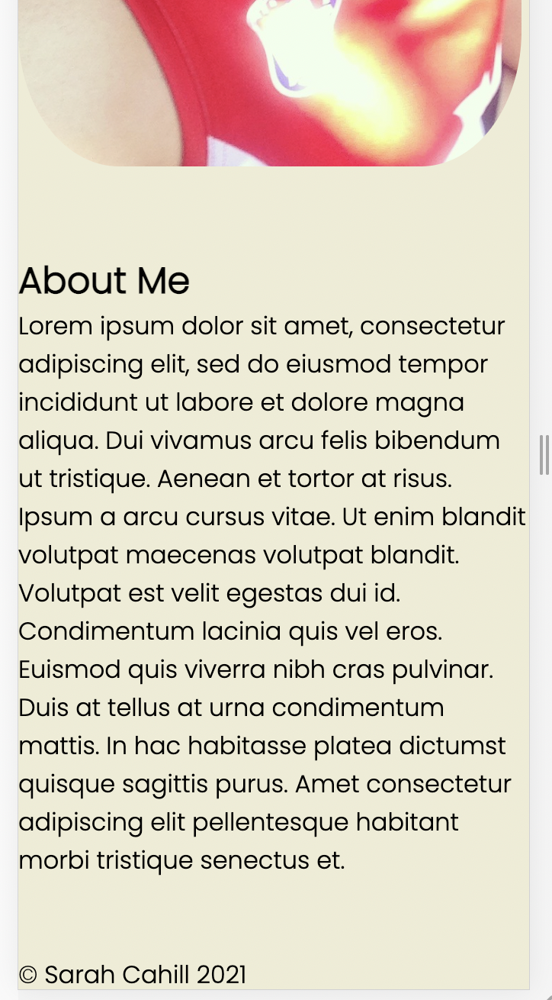 About Me
Lorem ipsum dolor sit amet, consectetur
adipiscing elit, sed do eiusmod tempor
incididunt ut labore et dolore magna
aliqua. Dui vivamus arcu felis bibendum
ut tristique. Aenean et tortor at risus.
Ipsum a arcu cursus vitae. Ut enim blandit
volutpat maecenas volutpat blandit.
Volutpat est velit egestas dui id.
Condimentum lacinia quis vel eros.
Euismod quis viverra nibh cras pulvinar.
Duis at tellus at urna condimentum
mattis. In hac habitasse platea dictumst
quisque sagittis purus. Amet consectetur
adipiscing elit pellentesque habitant
morbi tristique senectus et.
© Sarah Cahill 2021